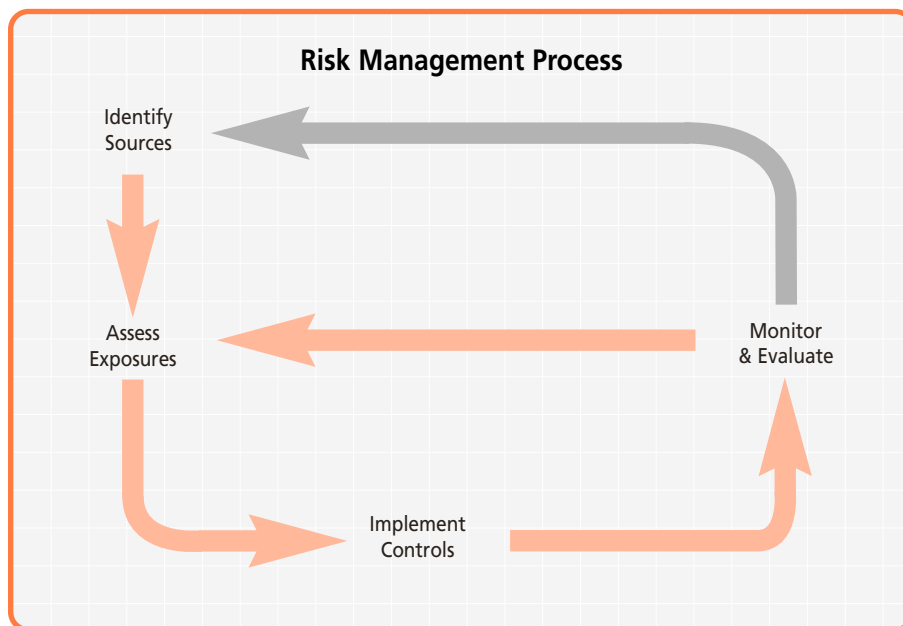 Risk Management Process
Identify
Sources
Assess
Exposures
Monitor
& Evaluate
Implement
Controls